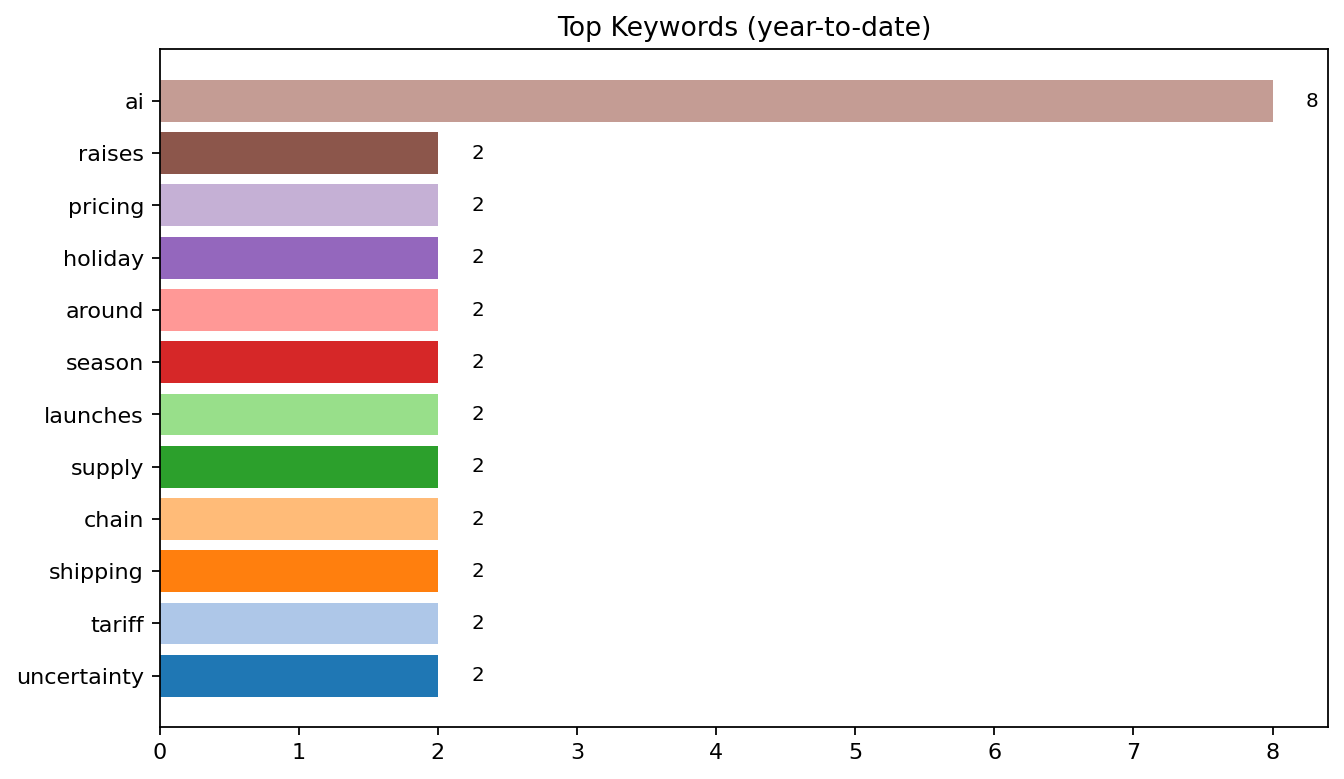 Top Keywords (year-to-date)
ai 8
raises 2
pricing 2
holiday 2
around 2
season 2
launches 2
supply 2
chain 2
shipping 2
tariff 2
uncertainty 2
0 1 2 3 4 5 6 7 8